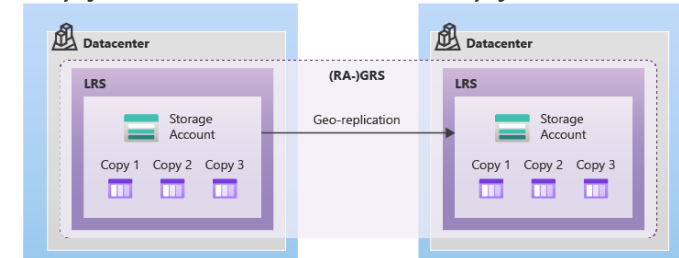 Datacenter
Datacenter
(RA-)GRS
LRS
LRS
Geo-replication
Storage
Account
Storage
Account
Copy 1 Copy 2 Copy 3
Copy 1 Copy 2 Copy 3